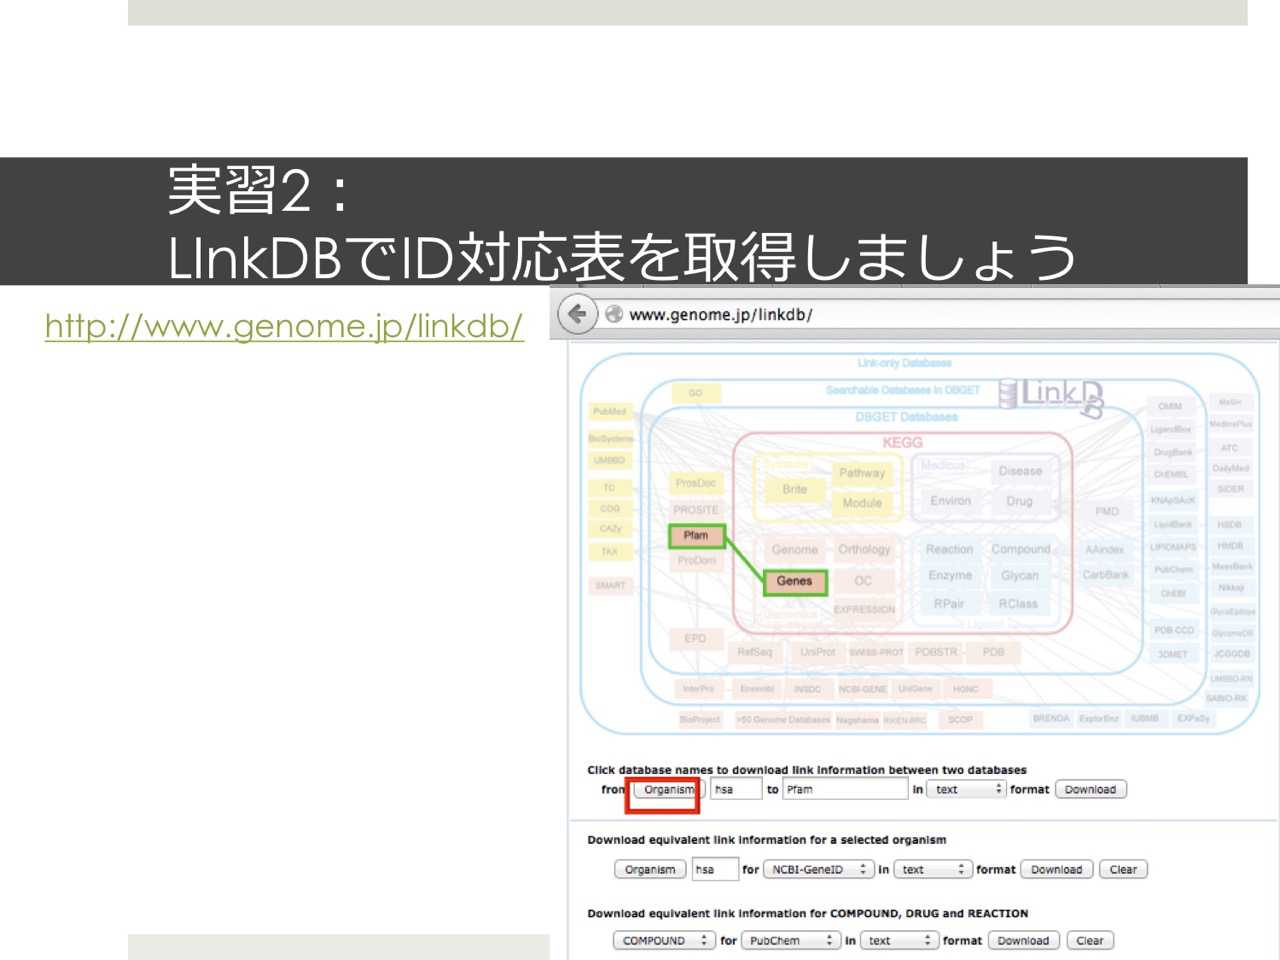 実習2：
LInkDBでID対応表を取得しましょう
http://www.genome.jp/linkdb/
www.genome.jp/linkdb/
Link-only Databases
Searchable Databases in DBGET
LinkDB
DBGET Databases
KEGG
GO
PubMed
BioSystems
UMBBD
TC
COG
CAZy
TAX
SMART
ProsDoc
PROSITE
Pfam
ProDom
EPD
Brite
Pathway
Module
Medicus
Disease
Environ
Drug
Genome
Orthology
Genes
OC
EXPRESSION
Reaction
Compound
Enzyme
Glycan
RPair
RClass
PMD
AAindex
CarbBank
OMIM
LigandBox
DrugBank
ChEMBL
KNApSAcK
LipidBank
LIPIDMAPS
PubChem
ChEBI
PDB-CCD
3DMET
MeSH
MedlinePlus
ATC
DailyMed
SIDER
HSDB
HMDB
MassBank
Nikkaji
GlycoEpitope
GlycomeDB
JCGGDB
UMBBD-RN
SABIO-RK
RefSeq
UniProt
SWISS-PROT
PDBSTR
PDB
InterPro
Ensembl
INSDC
NCBI-GENE
UniGene
HGNC
BioProject
>50 Genome Databases
Nagahama
RIKEN-BRC
SCOP
BRENDA
ExplorEnz
IUBMB
EXPaSy
Click database names to download link information between two databases
from Organism hsa to Pfam in text format Download
Download equivalent link information for a selected organism
Organism hsa for NCBI-GeneID in text format Download Clear
Download equivalent link information for COMPOUND, DRUG and REACTION
COMPOUND for PubChem in text format Download Clear